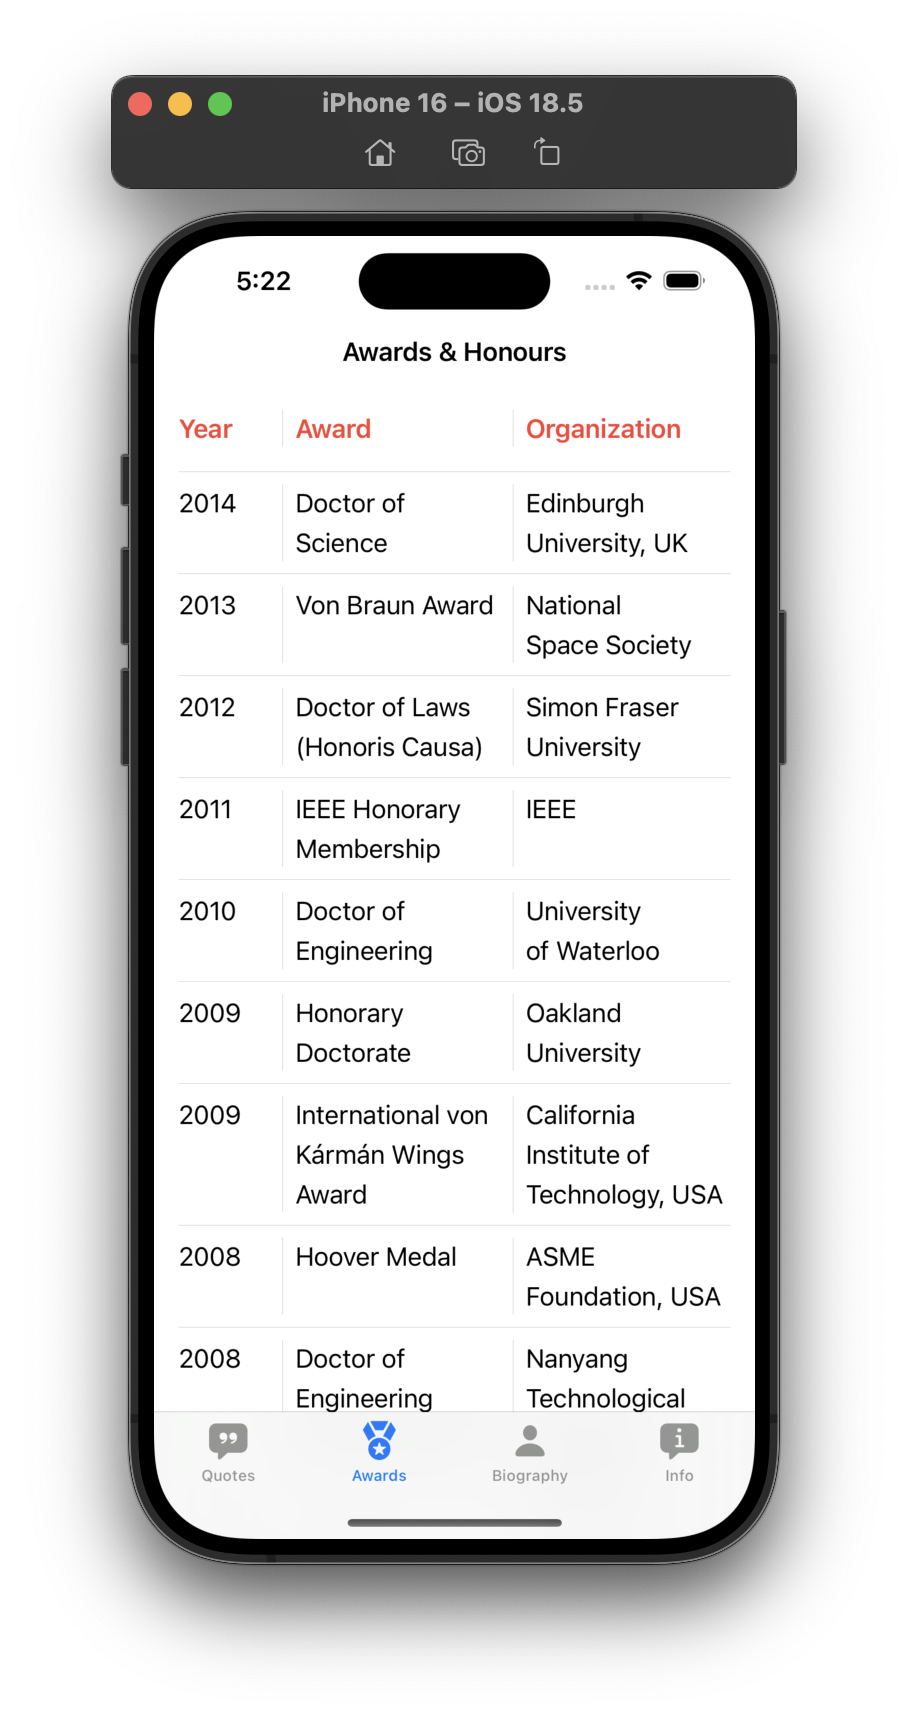 iPhone 16 – iOS 18.5
5:22
Awards & Honours
Year Award Organization
2014 Doctor of Edinburgh
Science University, UK
2013 Von Braun Award National
Space Society
2012 Doctor of Laws Simon Fraser
(Honoris Causa) University
2011 IEEE Honorary IEEE
Membership
2010 Doctor of University
Engineering of Waterloo
2009 Honorary Oakland
Doctorate University
2009 International von California
Kármán Wings Institute of
Award Technology, USA
2008 Hoover Medal ASME
Foundation, USA
2008 Doctor of Nanyang
Engineering Technological
Quotes Awards Biography Info